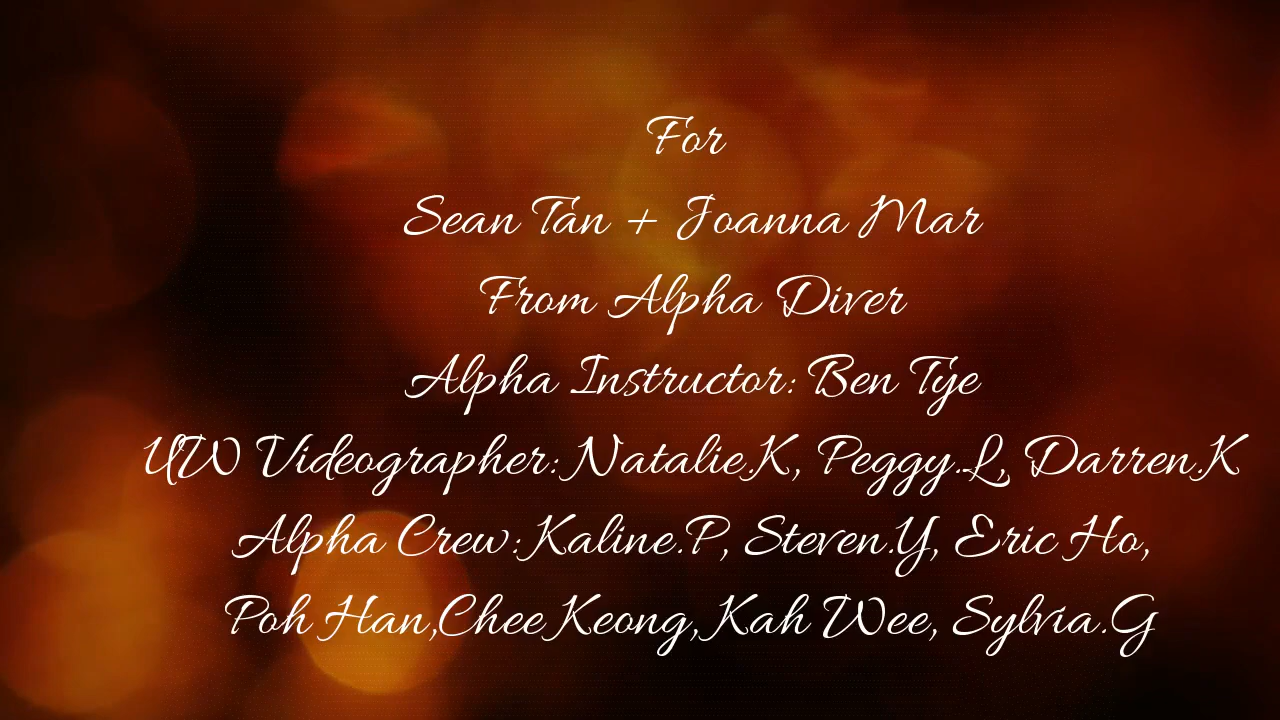 For
Sean Tan + Joanna Mar
From Alpha Diver
Alpha Instructor: Ben Tye
UW Videographer: Natalie.K, Peggy.L, Darren.K
Alpha Crew: Kaline.P, Steven.Y, Eric Ho,
Poh Han,Chee Keong, Kah Wee, Sylvia.G